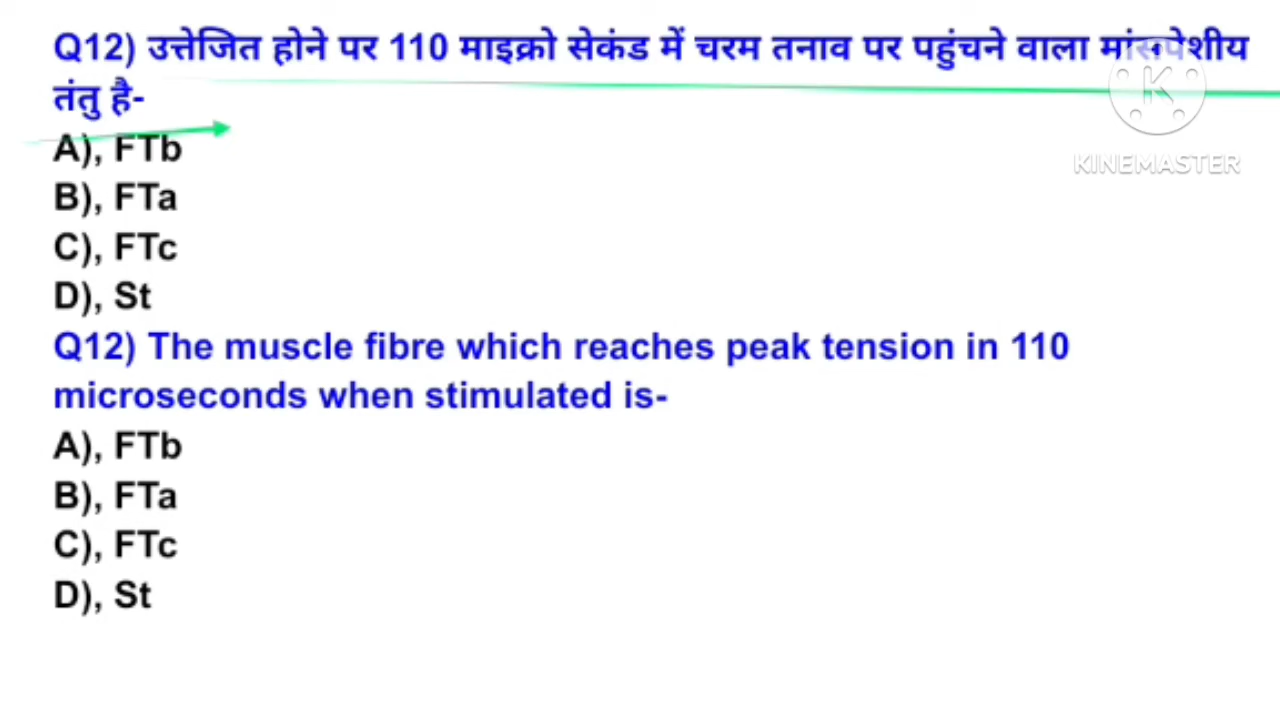 Q12) उत्तेजित होने पर 110 माइक्रो सेकंड में चरम तनाव पर पहुंचने वाला मांसपेशीय
तंतु है-
A), FTb
B), FTa
C), FTc
D), St
Q12) The muscle fibre which reaches peak tension in 110
microseconds when stimulated is-
A), FTb
B), FTa
C), FTc
D), St
K
KINEMASTER